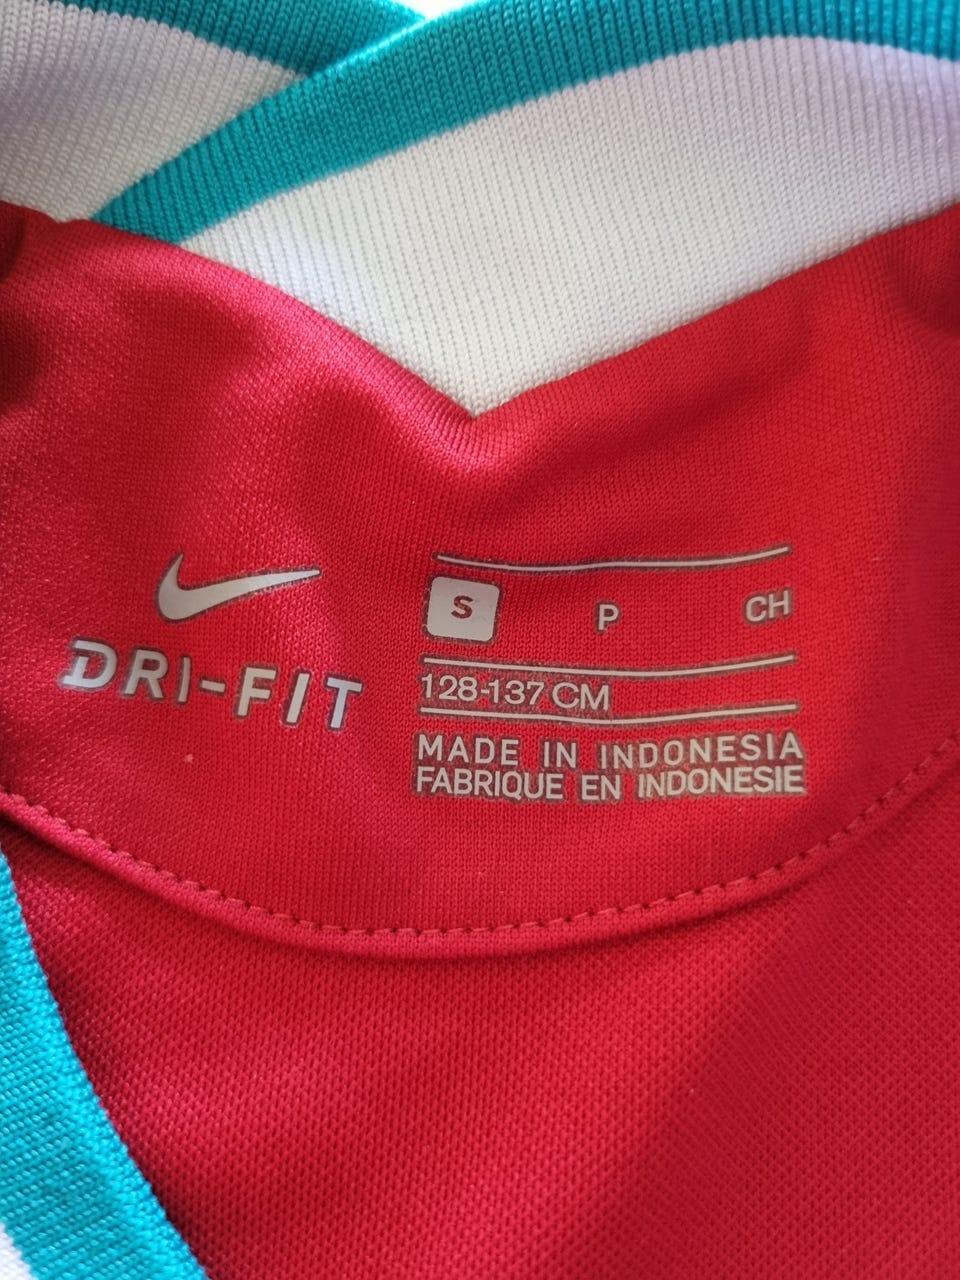 DRI-FIT
S P CH
128-137 CM
MADE IN INDONESIA
FABRIQUE EN INDONESIE